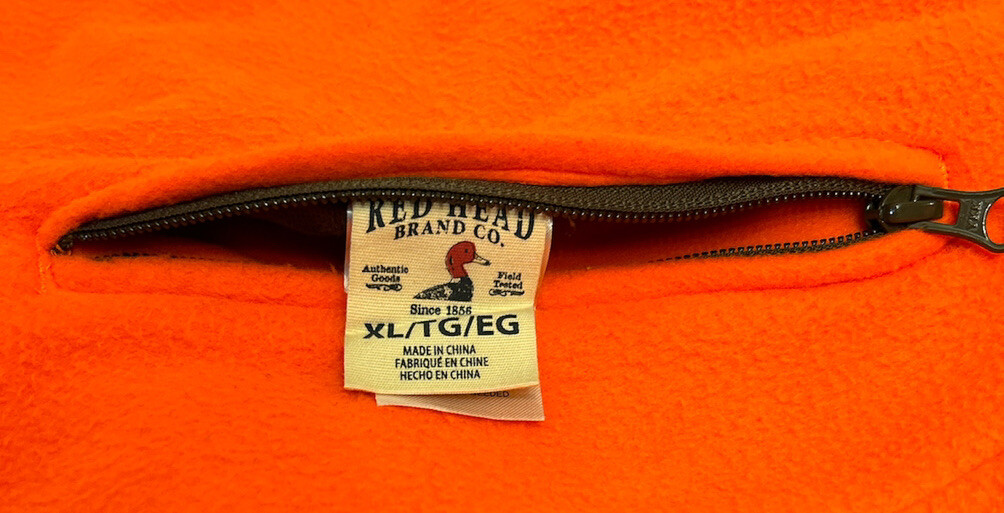 RED HEAD
BRAND CO.
Authentic
Goods
Field
Tested
Since 1856
XL/TG/EG
MADE IN CHINA
FABRIQUÉ EN CHINE
HECHO EN CHINA